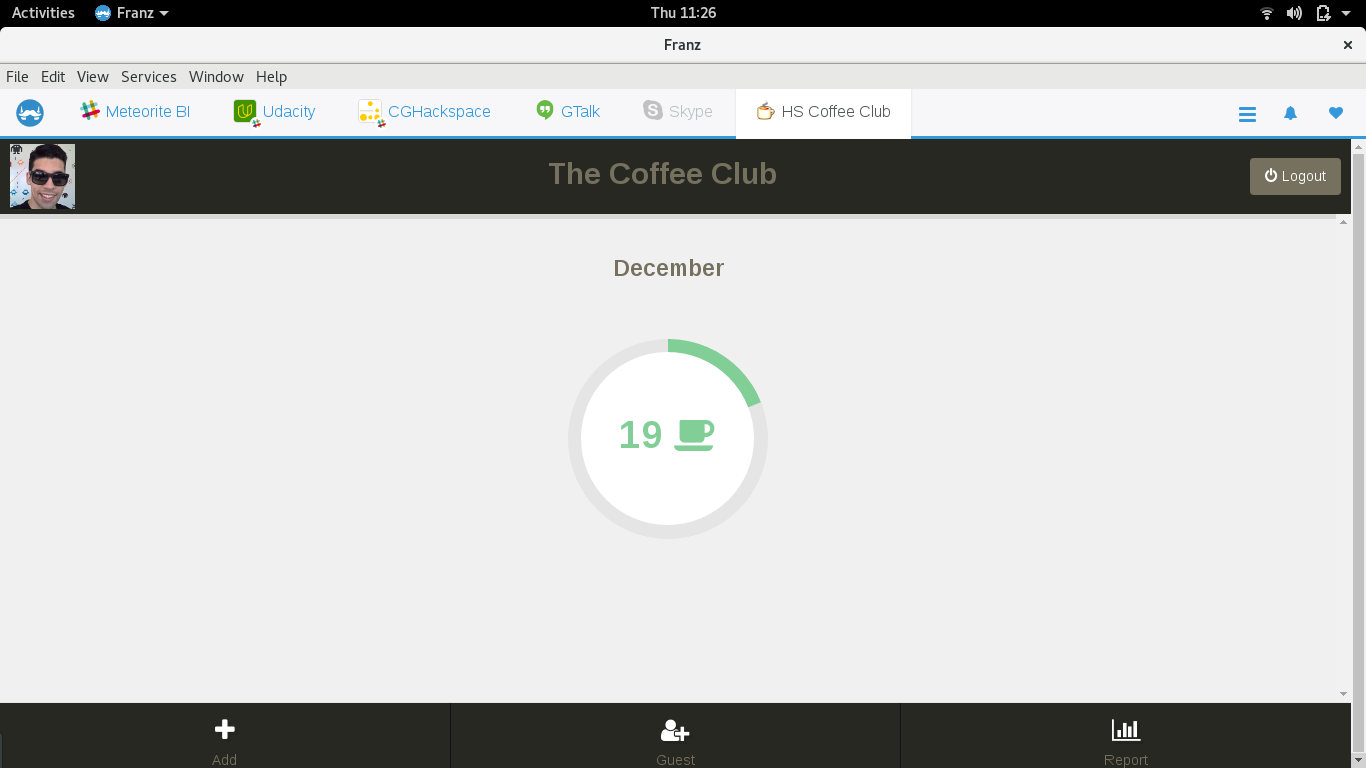 Activities Franz Thu 11:26
Franz
File Edit View Services Window Help
Meteorite BI Udacity CGHackspace GTalk Skype HS Coffee Club
The Coffee Club
Logout
December
19
Add Guest Report